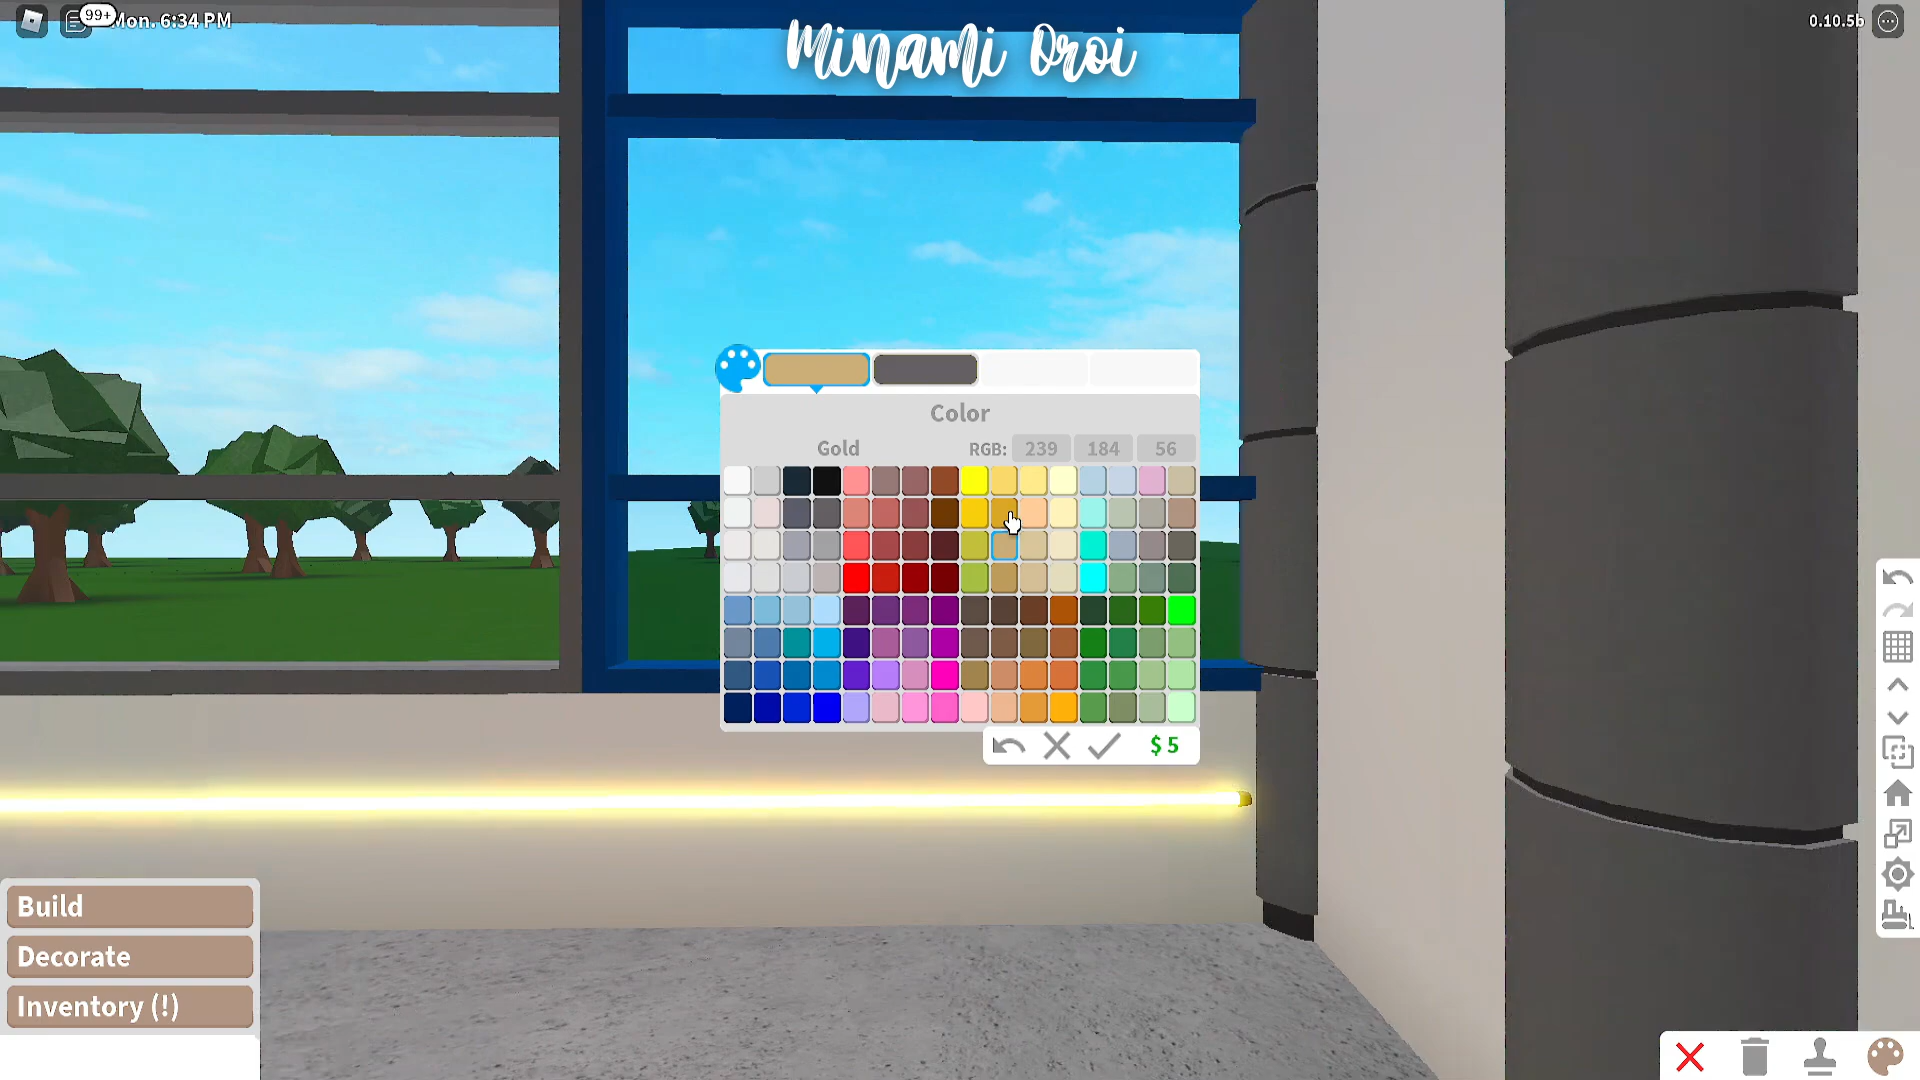 99+
Mon. 6:34 PM
Minami Oroi
0.10.5b
Color
Gold RGB: 239 184 56
$ 5
Build
Decorate
Inventory (!)